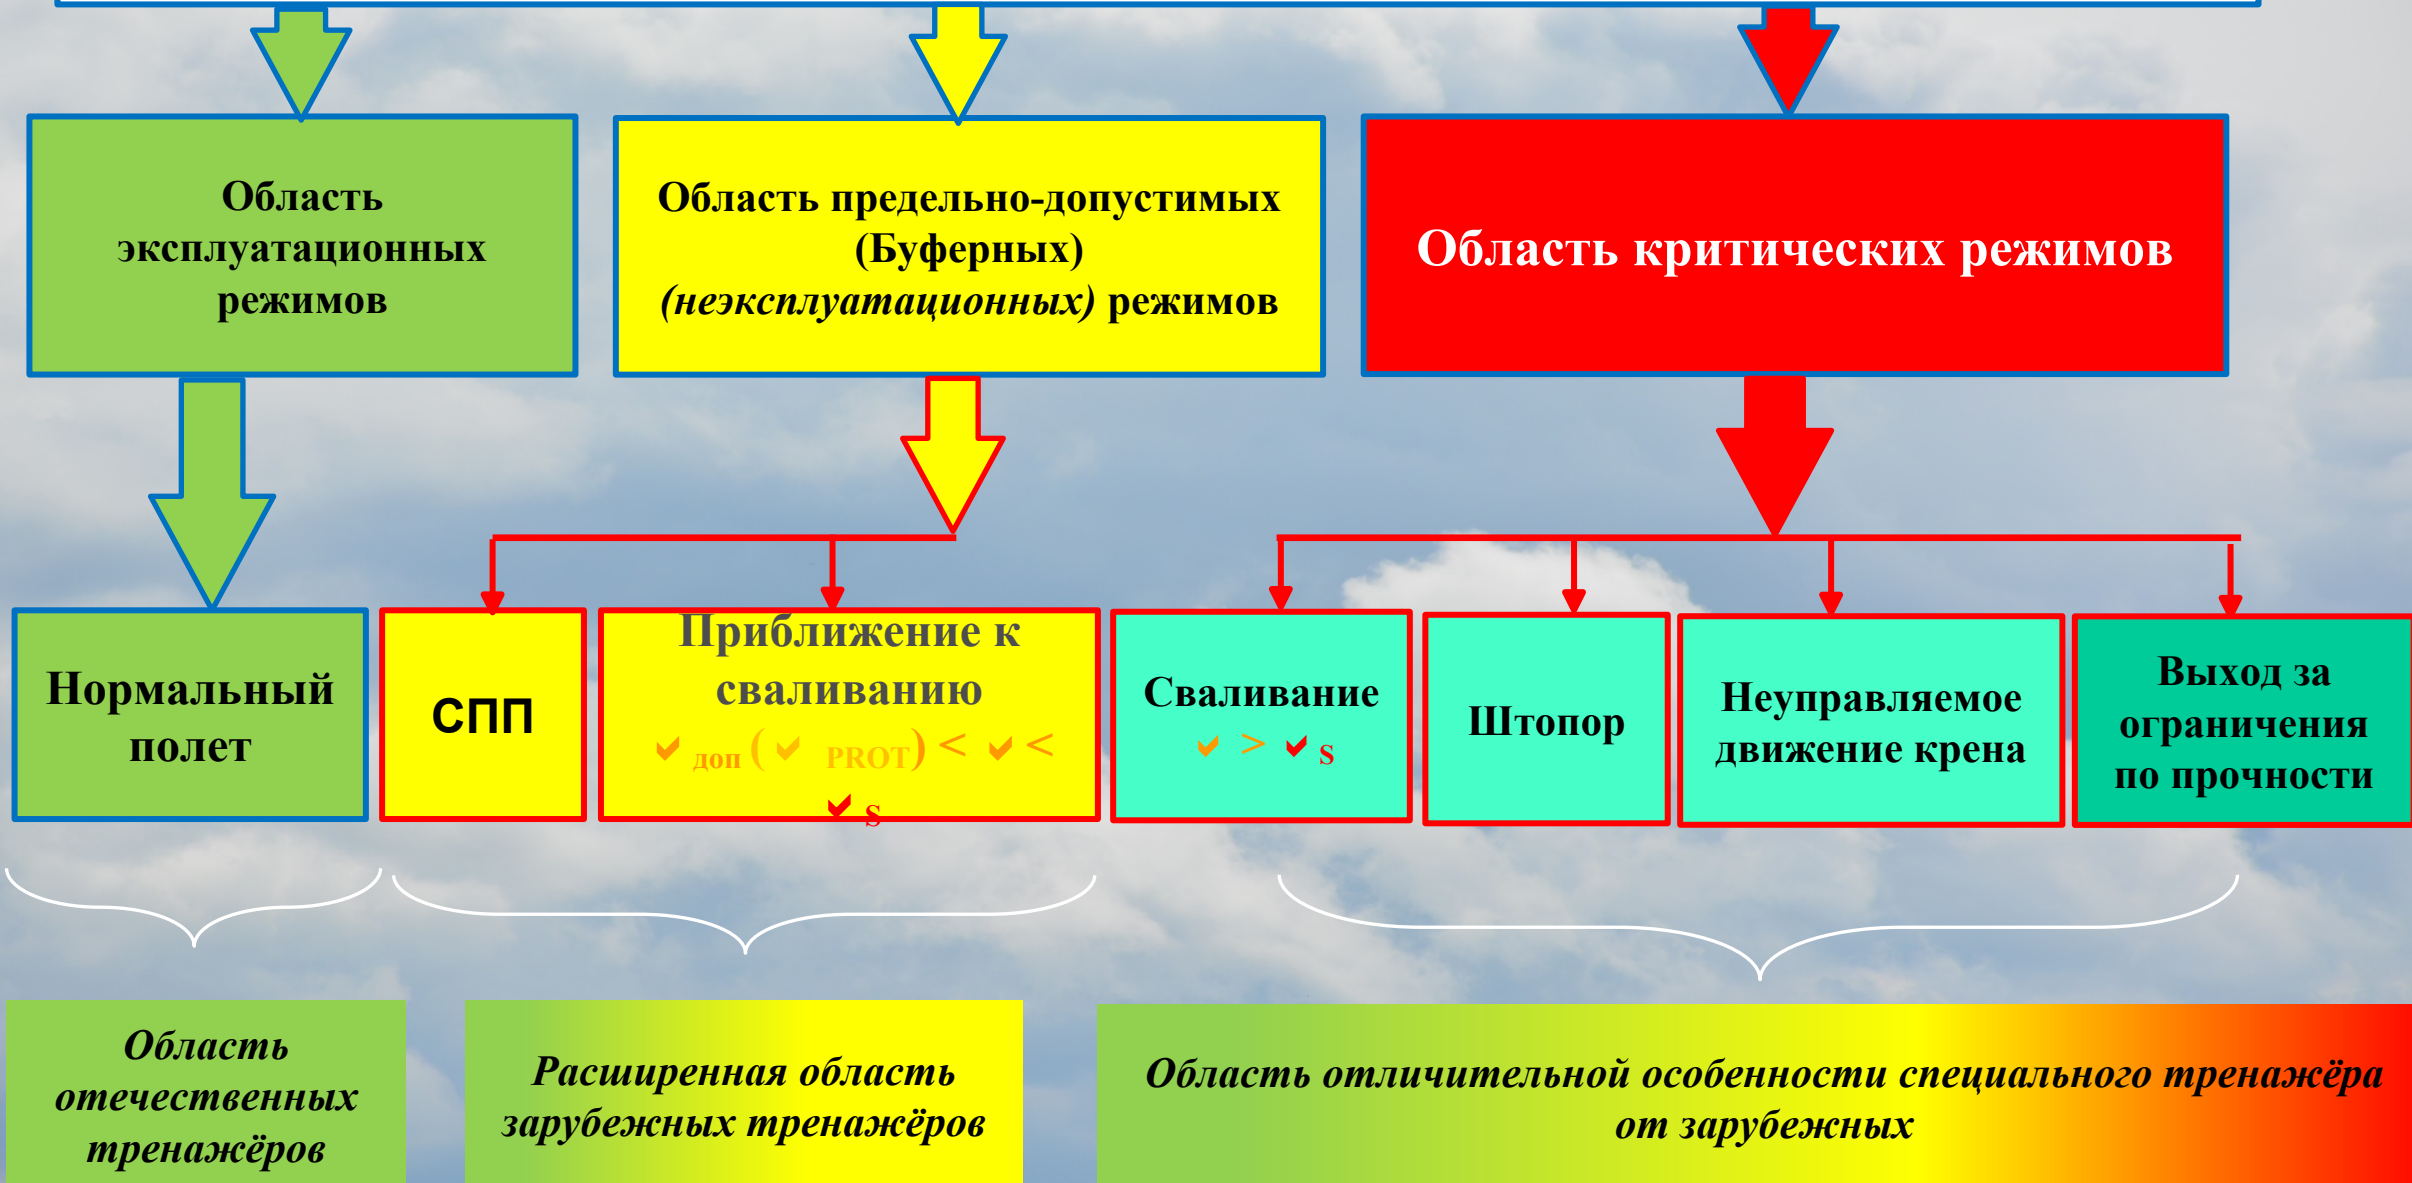 Область
эксплуатационных
режимов
Область предельно-допустимых
(Буферных)
(неэксплуатационных) режимов
Область критических режимов
Нормальный
полет
СПП
Приближение к
сваливанию
✔ доп (✔ PROT) < ✔ <
✔ S
Сваливание
✔ > ✔ S
Штопор
Неуправляемое
движение крена
Выход за
ограничения
по прочности
Область
отечественных
тренажёров
Расширенная область
зарубежных тренажёров
Область отличительной особенности специального тренажёра
от зарубежных